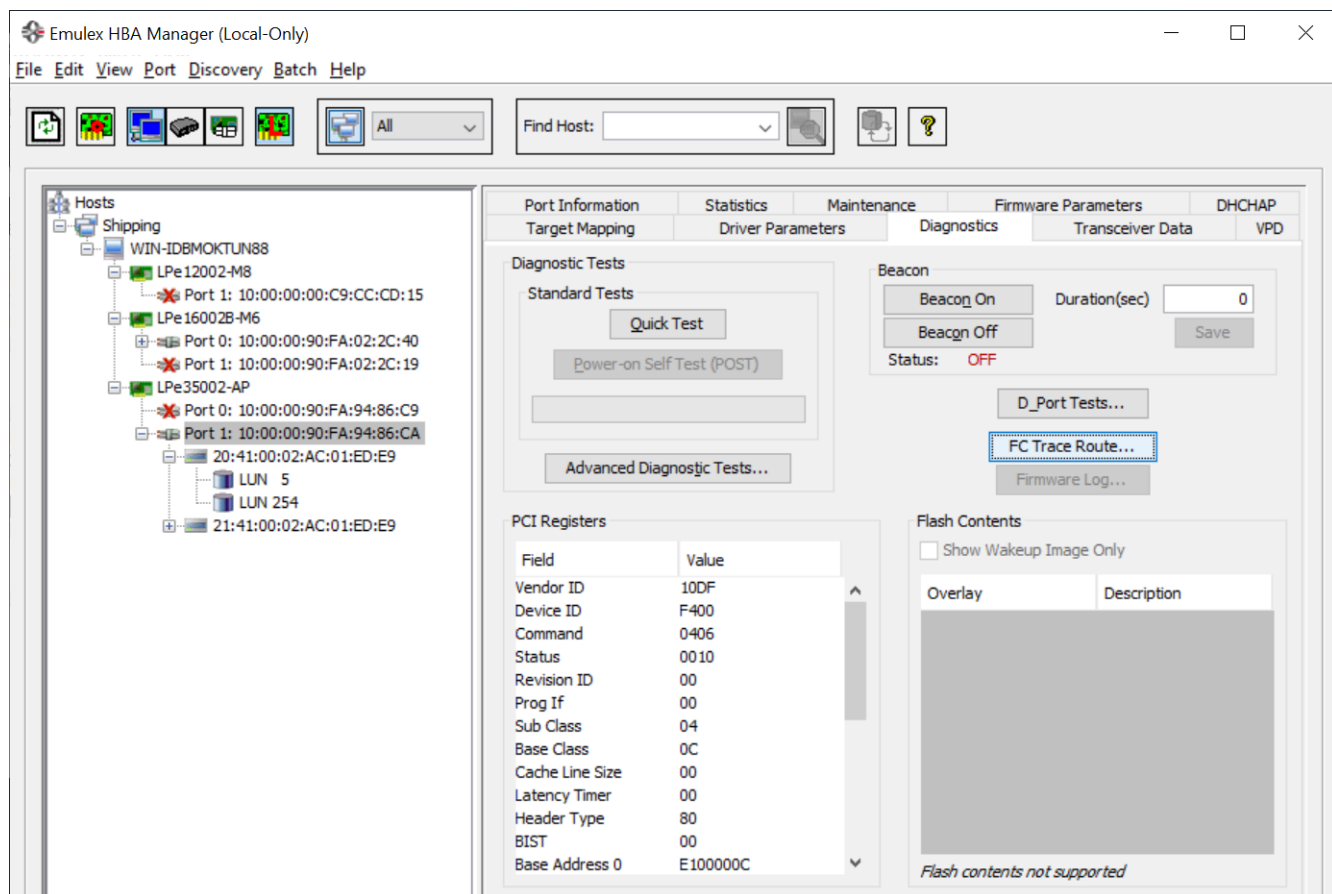 Emulex HBA Manager (Local-Only)
File Edit View Port Discovery Batch Help
All
Find Host:
?
Hosts
Shipping
WIN-IDBMOKTUN88
LPe12002-M8
Port 1: 10:00:00:00:C9:CC:CD:15
LPe16002B-M6
Port 0: 10:00:00:90:FA:02:2C:40
Port 1: 10:00:00:90:FA:02:2C:19
LPe35002-AP
Port 0: 10:00:00:90:FA:94:86:C9
Port 1: 10:00:00:90:FA:94:86:CA
20:41:00:02:AC:01:ED:E9
LUN 5
LUN 254
21:41:00:02:AC:01:ED:E9
Port Information Statistics Maintenance Firmware Parameters DHCHAP
Target Mapping Driver Parameters Diagnostics Transceiver Data VPD
Diagnostic Tests
Standard Tests
Quick Test
Power-on Self Test (POST)
Advanced Diagnostic Tests...
Beacon
Beacon On Duration(sec) 0
Beacon Off Save
Status: OFF
D_Port Tests...
FC Trace Route...
Firmware Log...
PCI Registers
Field Value
Vendor ID 10DF
Device ID F400
Command 0406
Status 0010
Revision ID 00
Prog If 00
Sub Class 04
Base Class 0C
Cache Line Size 00
Latency Timer 00
Header Type 80
BIST 00
Base Address 0 E100000C
Flash Contents
Show Wakeup Image Only
Overlay Description
Flash contents not supported